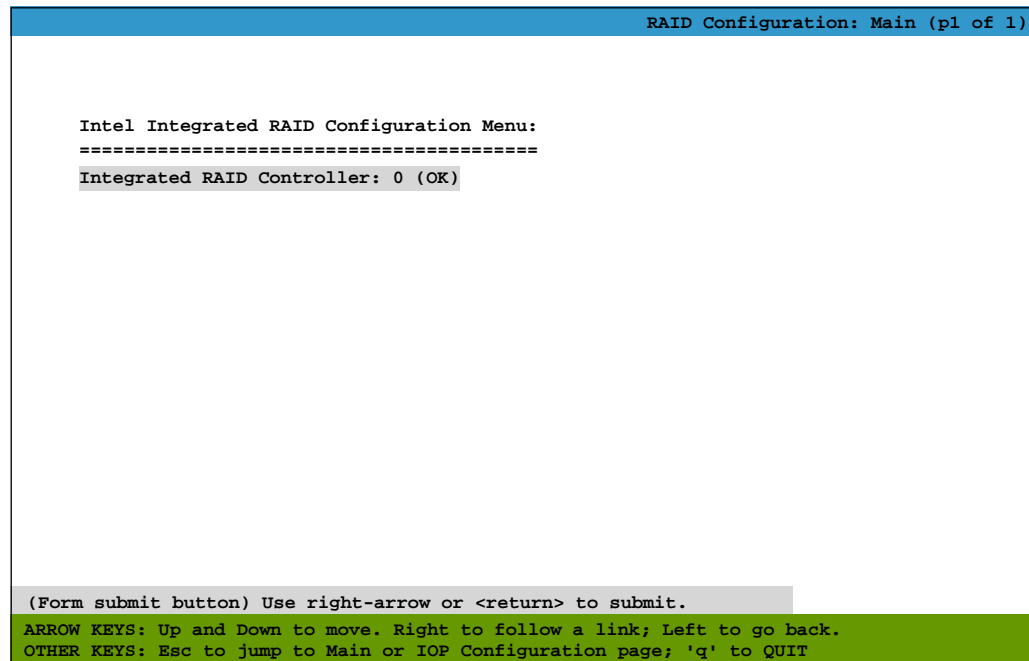 RAID Configuration: Main (p1 of 1)
Intel Integrated RAID Configuration Menu:
=========================================
Integrated RAID Controller: 0 (OK)
(Form submit button) Use right-arrow or <return> to submit.
ARROW KEYS: Up and Down to move. Right to follow a link; Left to go back.
OTHER KEYS: Esc to jump to Main or IOP Configuration page; 'q' to QUIT